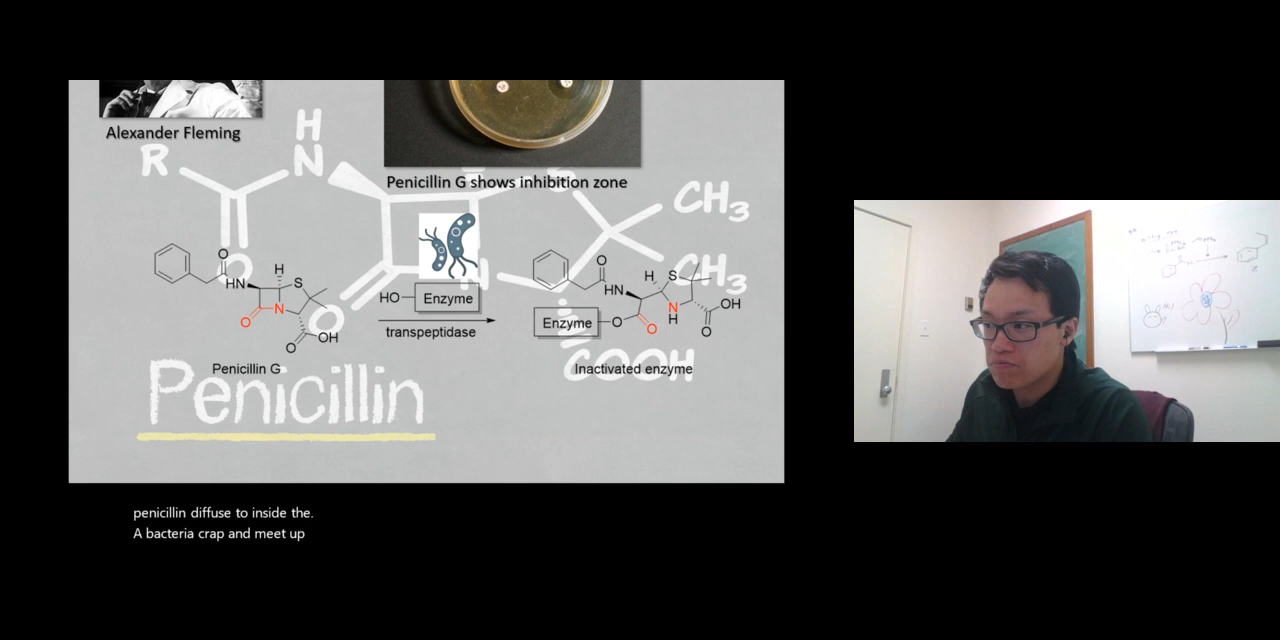 Alexander Fleming
Penicillin G shows inhibition zone
H
R
N
S
CH3
CH3
O
H
N
O
COOH
O
HN
H
S
N
O
O
OH
Penicillin G
HO
Enzyme
transpeptidase
O
HN
H
S
N
H
O
Enzyme
O
OH
O
Inactivated enzyme
Penicillin
penicillin diffuse to inside the.
A bacteria crap and meet up